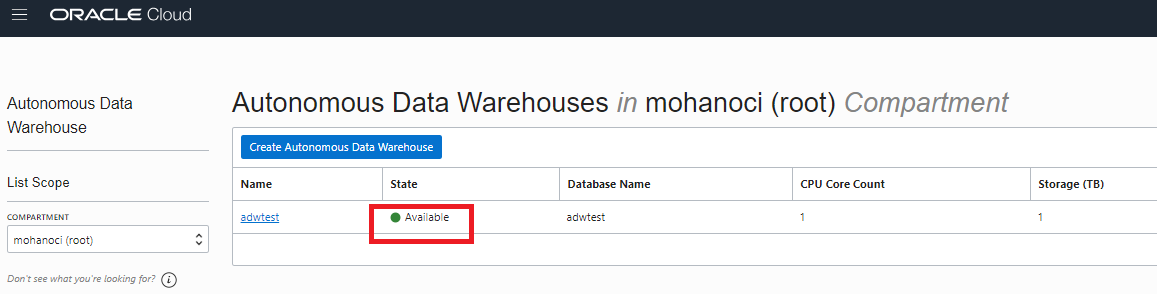 ORACLE Cloud
Autonomous Data
Warehouse
List Scope
COMPARTMENT
mohanoci (root)
Don't see what you're looking for?
Autonomous Data Warehouses in mohanoci (root) Compartment
Create Autonomous Data Warehouse
Name State Database Name CPU Core Count Storage (TB)
adwtest Available adwtest 1 1